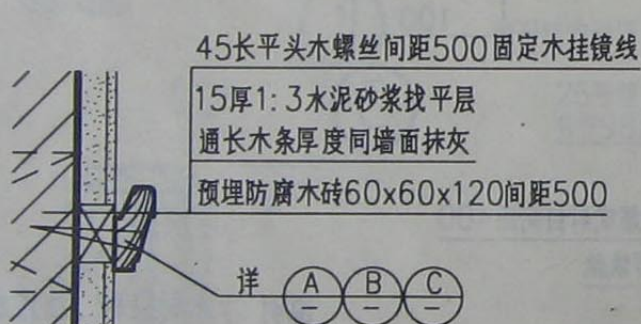 45长平头木螺丝间距500固定木挂镜线
15厚1:3水泥砂浆找平层
通长木条厚度同墙面抹灰
预埋防腐木砖60x60x120间距500
洋 A B C